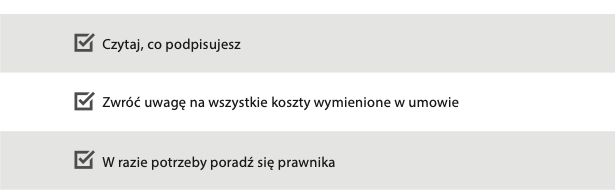 Czytaj, co podpisujesz
Zwróć uwagę na wszystkie koszty wymienione w umowie
W razie potrzeby poradź się prawnika